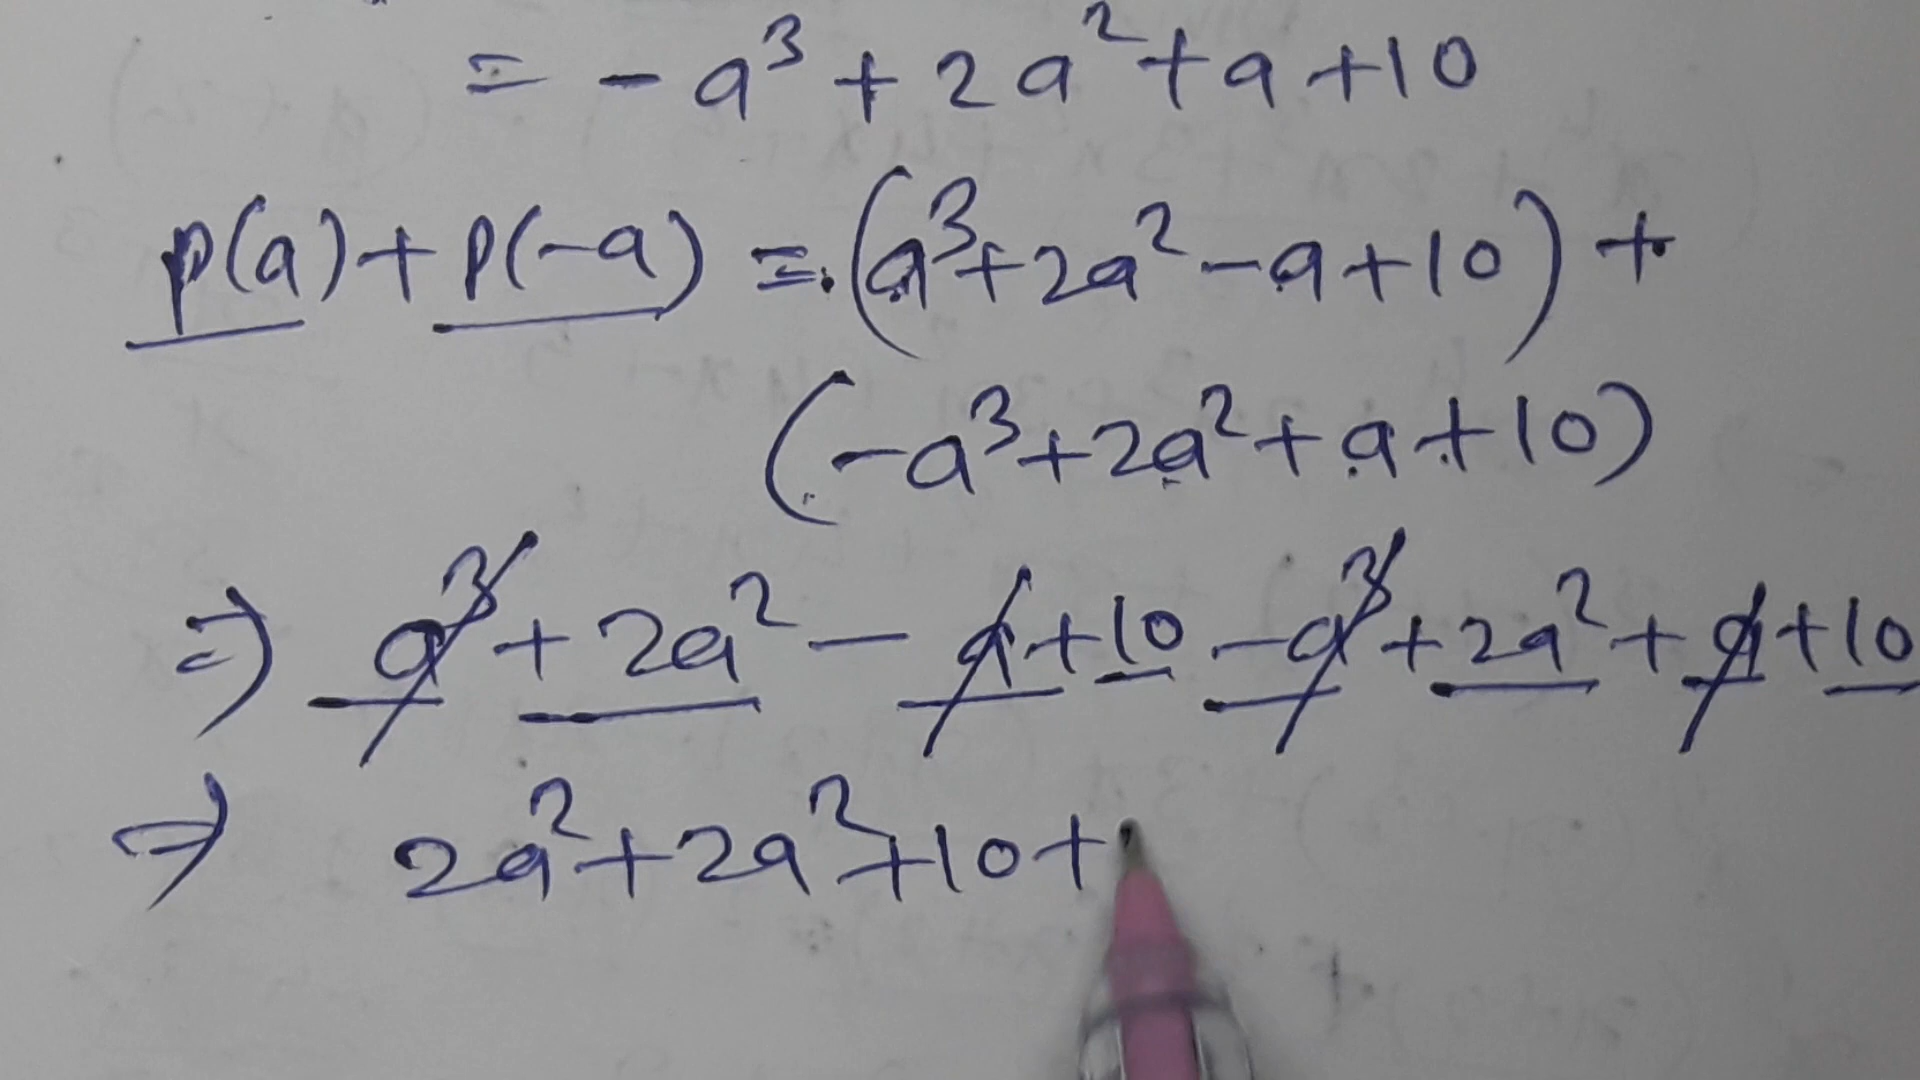 = -a³ + 2a² + a + 10
p(a) + p(-a) = (a³ + 2a² - a + 10) +
(-a³ + 2a² + a + 10)
⇒ a³ + 2a² - a + 10 - a³ + 2a² + a + 10
⇒ 2a² + 2a² + 10 +